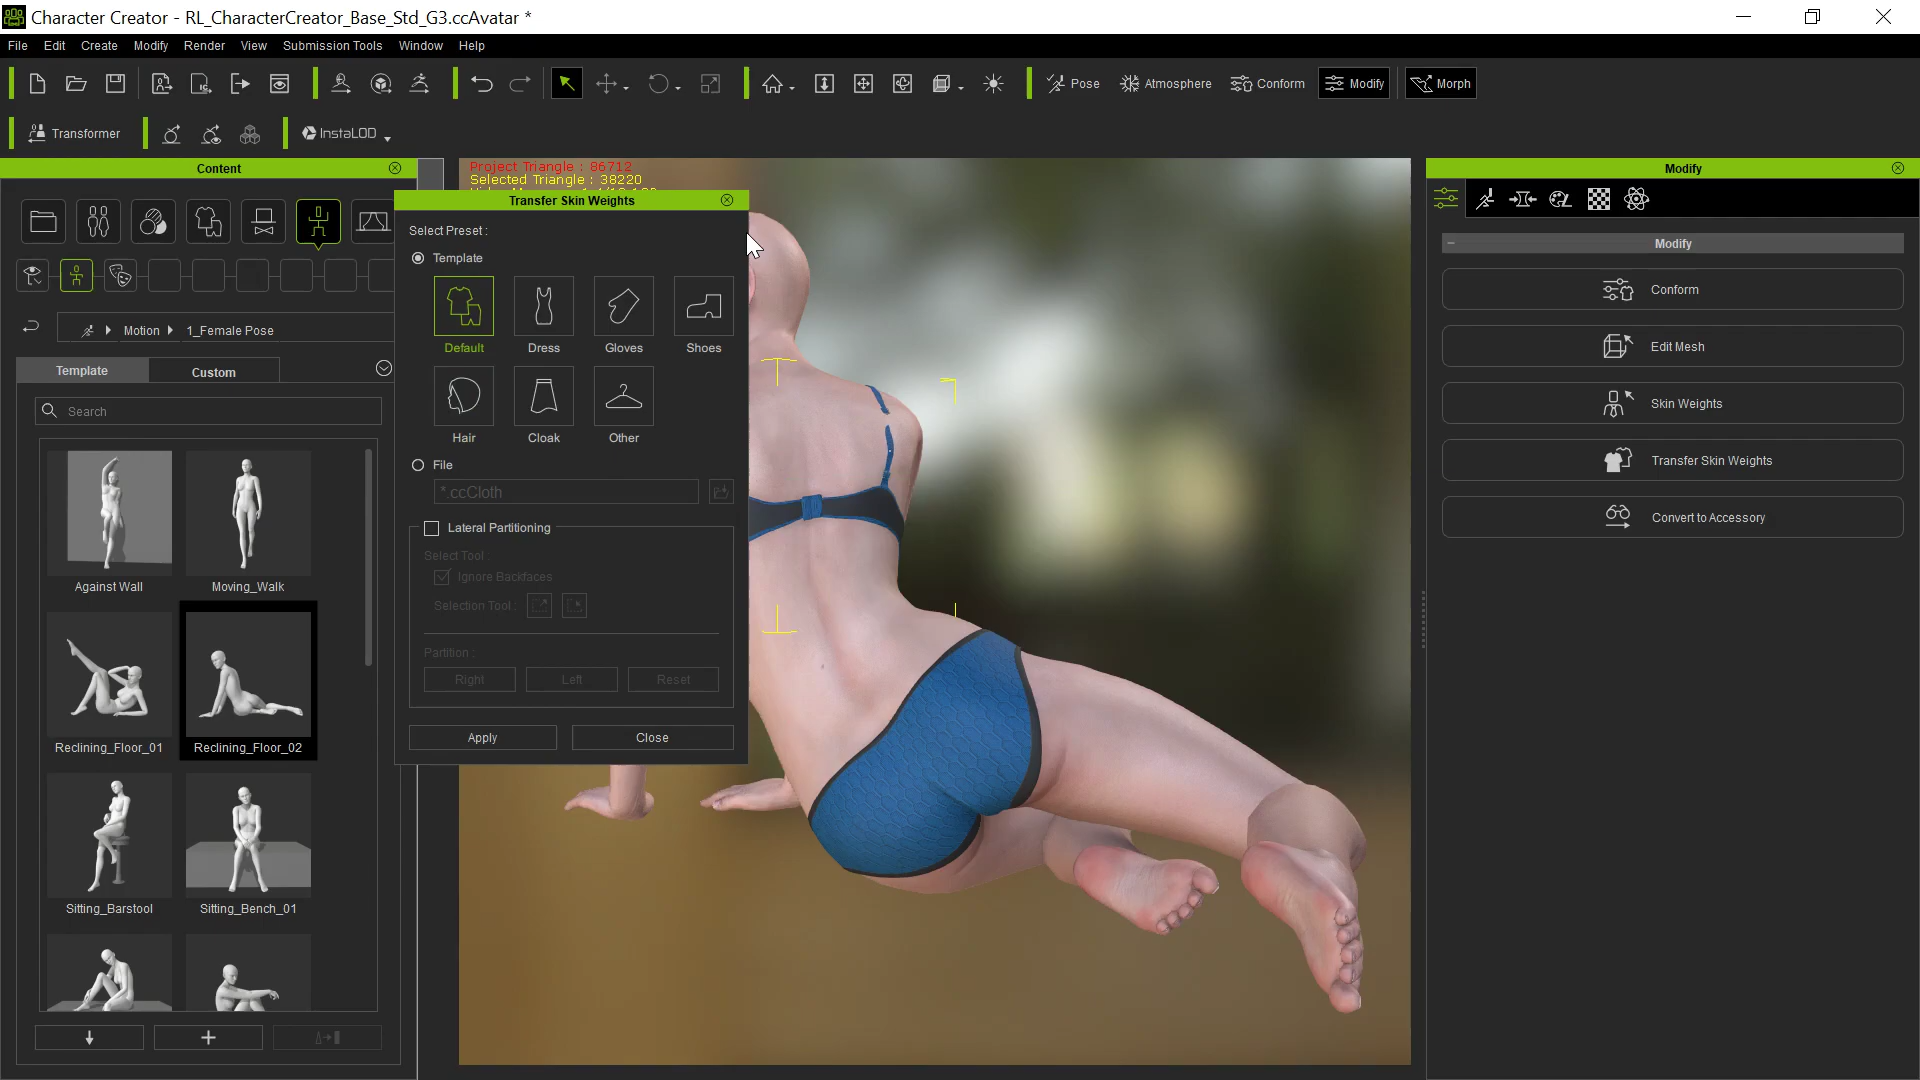 Character Creator - RL_CharacterCreator_Base_Std_G3.ccAvatar *
File Edit Create Modify Render View Submission Tools Window Help
Pose Atmosphere Conform Modify Morph
Transformer InstaLOD
Content
Motion 1_Female Pose
Template Custom
Search
Against Wall Moving_Walk
Reclining_Floor_01 Reclining_Floor_02
Sitting_Barstool Sitting_Bench_01
Project Triangle : 86712
Selected Triangle : 38220
Transfer Skin Weights
Select Preset :
Template
Default Dress Gloves Shoes
Hair Cloak Other
File
*.ccCloth
Lateral Partitioning
Select Tool :
Ignore Backfaces
Selection Tool :
Partition :
Right Left Reset
Apply Close
Modify
Modify
Conform
Edit Mesh
Skin Weights
Transfer Skin Weights
Convert to Accessory